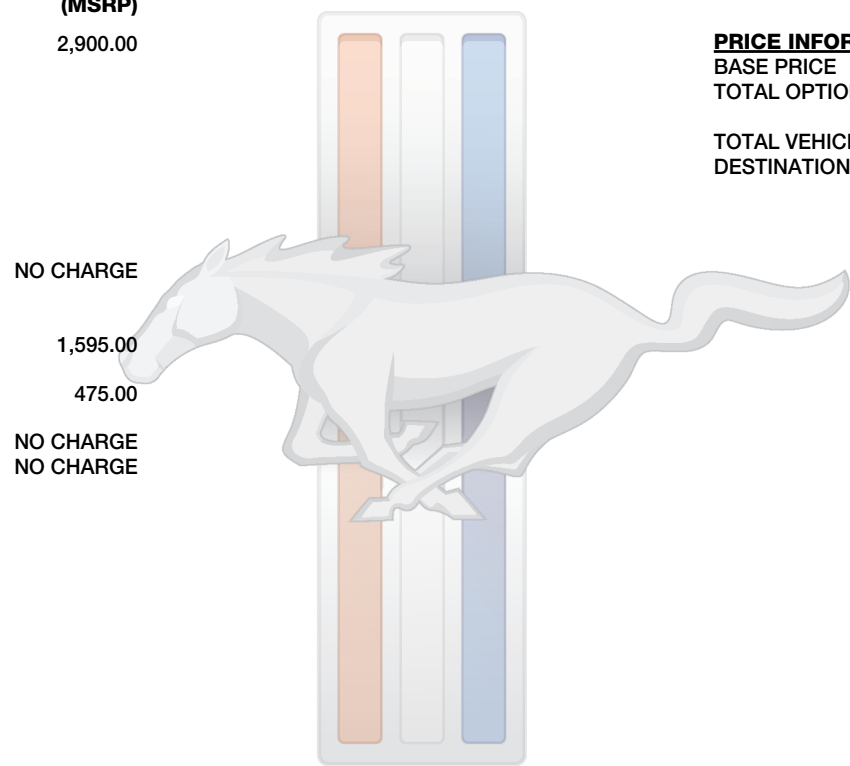 (MSRP)
2,900.00
NO CHARGE
1,595.00
475.00
NO CHARGE
NO CHARGE
PRICE INFOR
BASE PRICE
TOTAL OPTIO
TOTAL VEHIC
DESTINATION